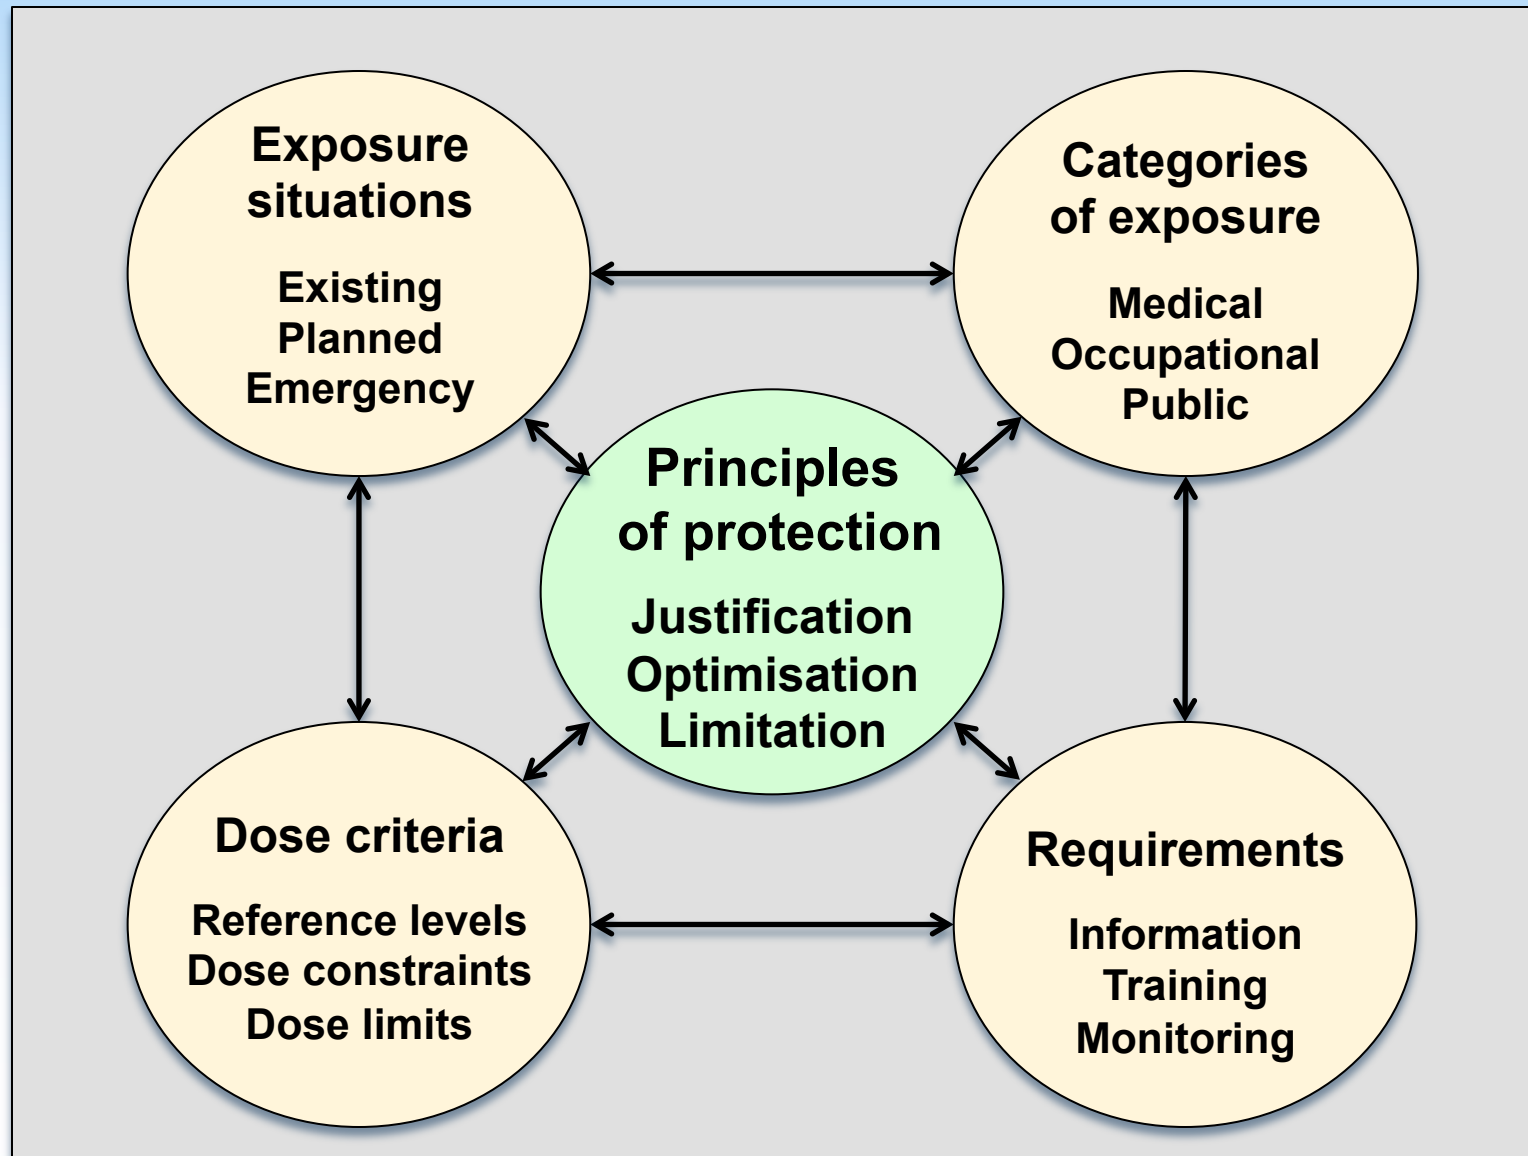 Exposure
situations
Existing
Planned
Emergency
Categories
of exposure
Medical
Occupational
Public
Principles
of protection
Justification
Optimisation
Limitation
Dose criteria
Reference levels
Dose constraints
Dose limits
Requirements
Information
Training
Monitoring